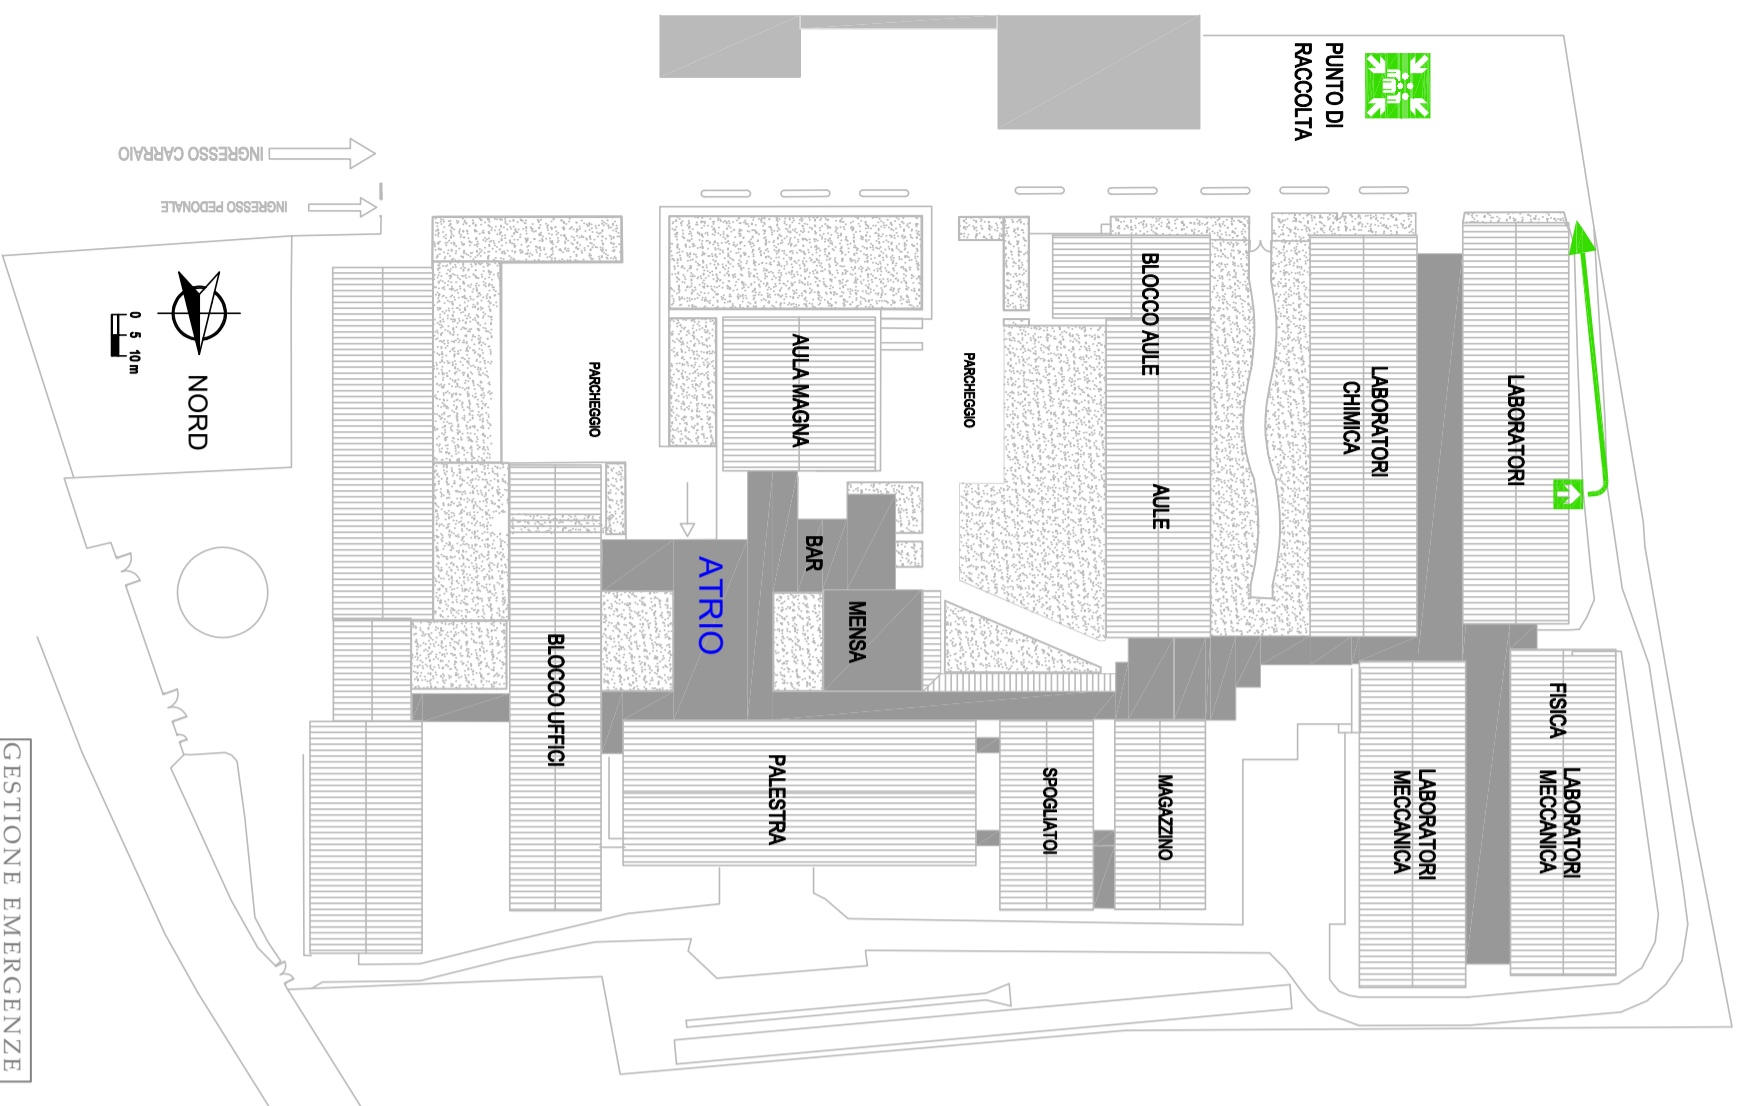 PUNTO DI
RACCOLTA
INGRESSO CARRAIO
INGRESSO PEDONALE
0 5 10 m
NORD
PARCHEGGIO
AULA MAGNA
PARCHEGGIO
BLOCCO AULE
AULE
LABORATORI
CHIMICA
LABORATORI
ATRIO
BAR
MENSA
BLOCCO UFFICI
PALESTRA
SPOGLIATOI
MAGAZZINO
LABORATORI
MECCANICA
FISICA
LABORATORI
MECCANICA
GESTIONE EMERGENZE